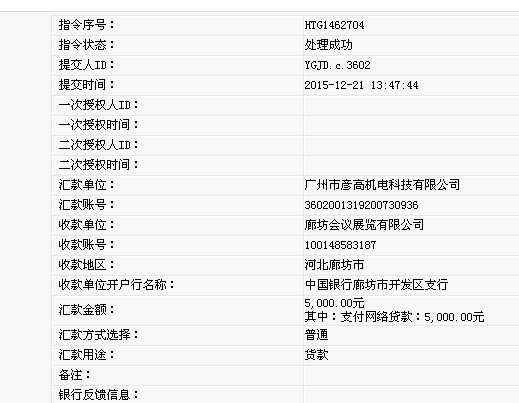 指令序号： HTG1462704
指令状态： 处理成功
提交人ID： YGJD.c.3602
提交时间： 2015-12-21 13:47:44
一次授权人ID：
一次授权时间：
二次授权人ID：
二次授权时间：
汇款单位： 广州市彦高机电科技有限公司
汇款账号： 3602001319200730936
收款单位： 廊坊会议展览有限公司
收款账号： 100148583187
收款地区： 河北廊坊市
收款单位开户行名称： 中国银行廊坊市开发区支行
汇款金额： 5,000.00元
其中：支付网络贷款：5,000.00元
汇款方式选择： 普通
汇款用途： 货款
备注：
银行反馈信息：